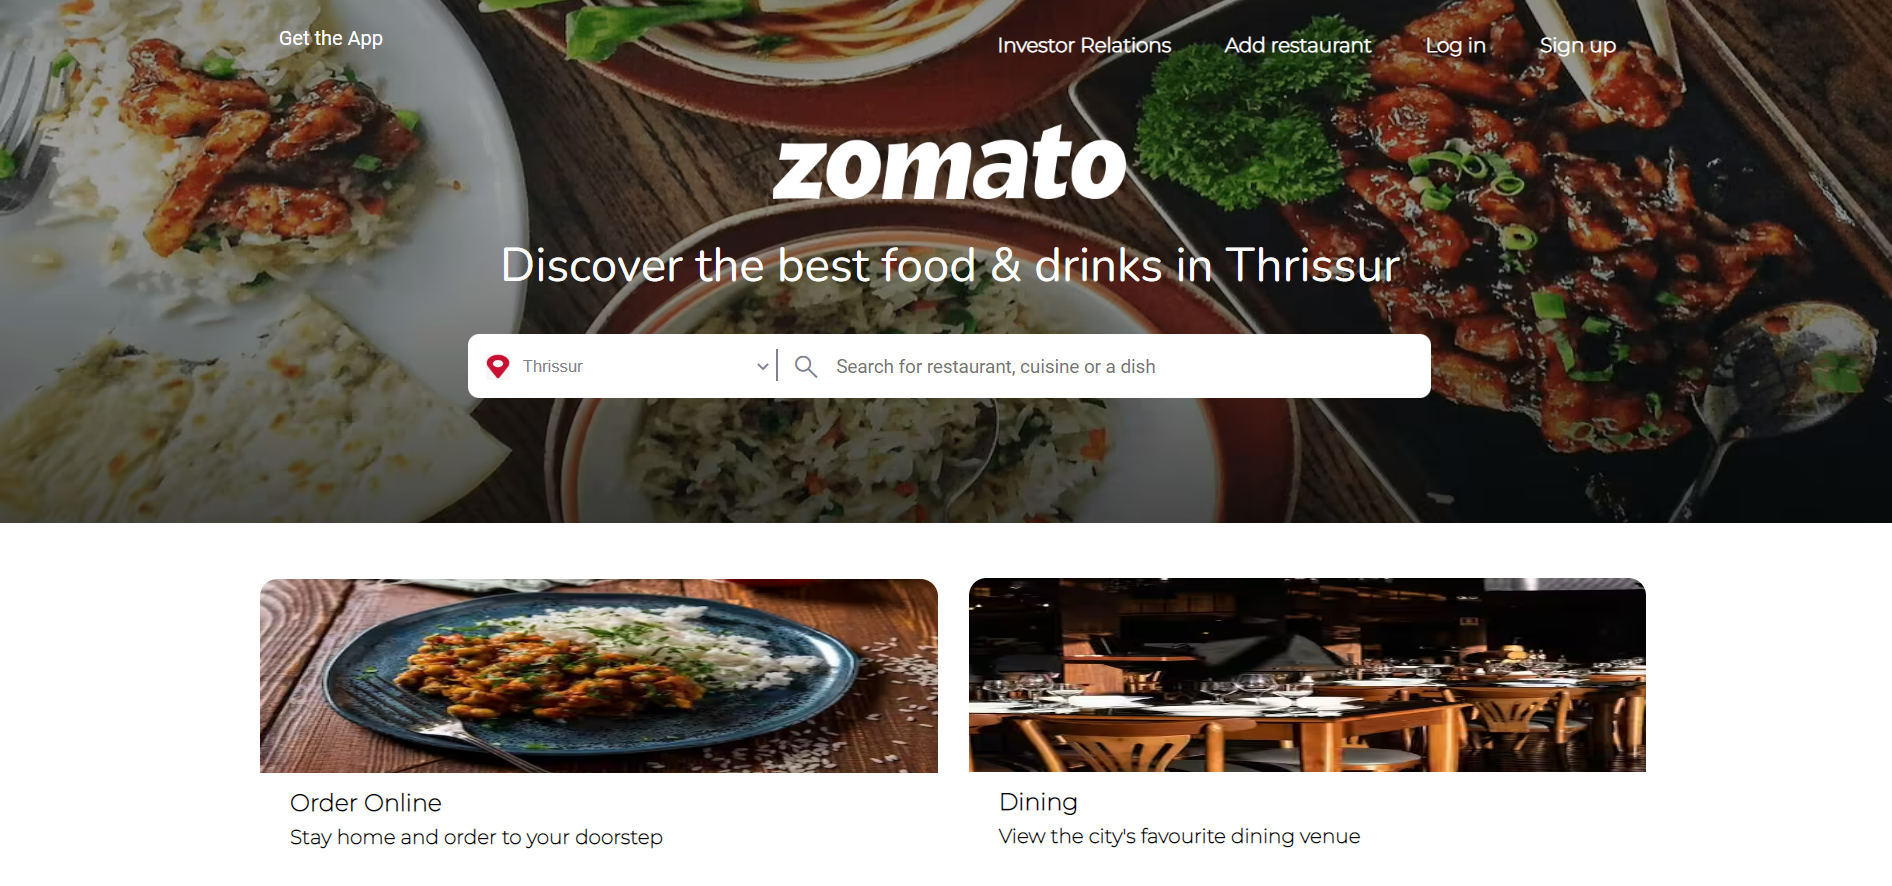 Get the App
Investor Relations
Add restaurant
Log in
Sign up
zomato
Discover the best food & drinks in Thrissur
Thrissur
Search for restaurant, cuisine or a dish
Order Online
Stay home and order to your doorstep
Dining
View the city's favourite dining venue